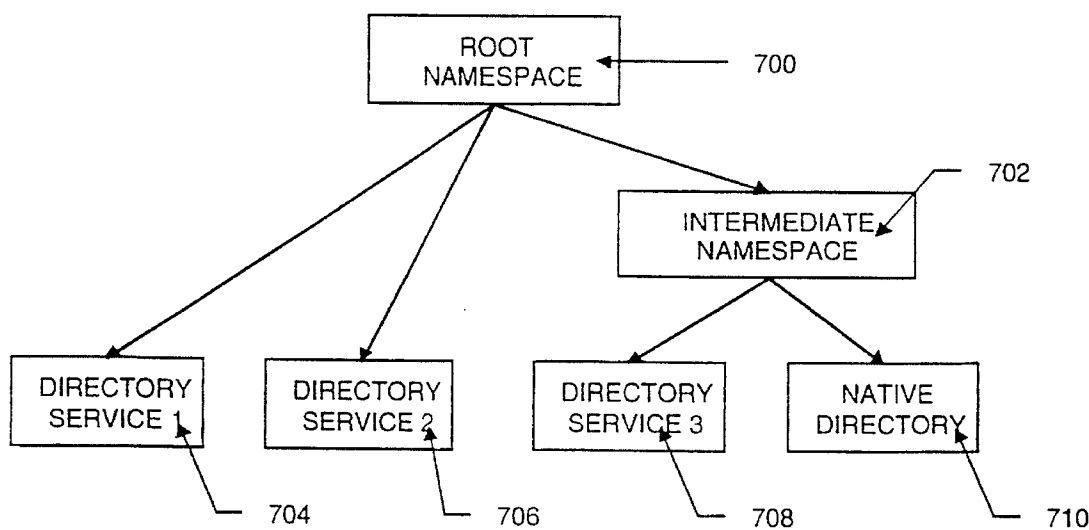 ROOT
NAMESPACE
700
702
INTERMEDIATE
NAMESPACE
DIRECTORY
SERVICE 1
DIRECTORY
SERVICE 2
DIRECTORY
SERVICE 3
NATIVE
DIRECTORY
704
706
708
710